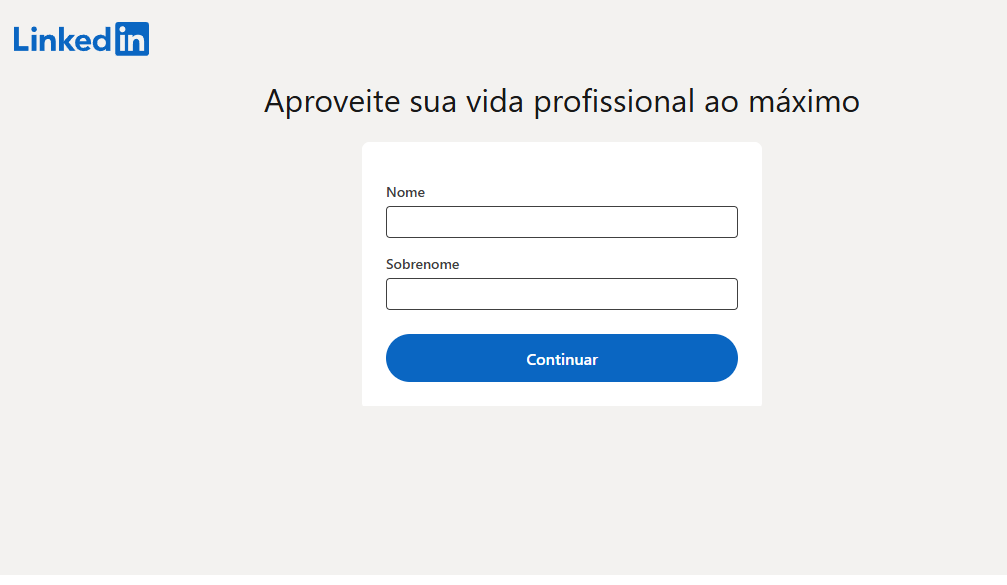 Linkedin
Aproveite sua vida profissional ao máximo
Nome
Sobrenome
Continuar